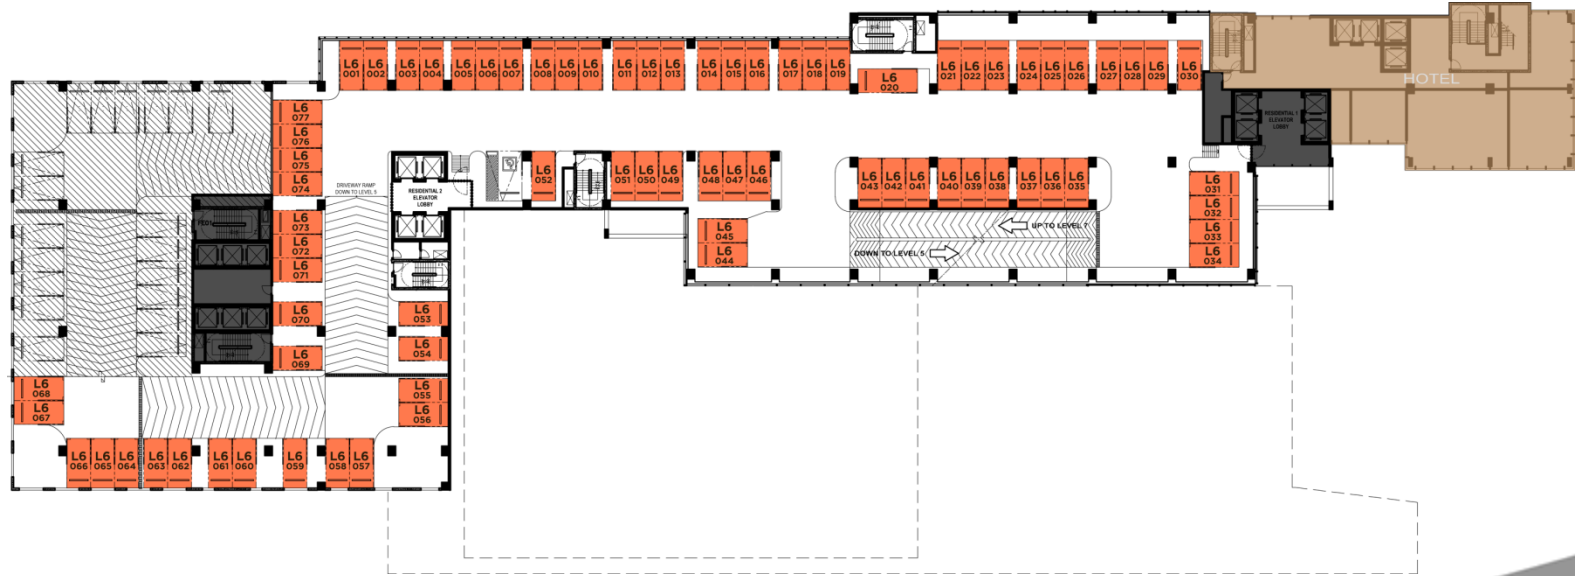 L6 001
L6 002
L6 003
L6 004
L6 005
L6 006
L6 007
L6 008
L6 009
L6 010
L6 011
L6 012
L6 013
L6 014
L6 015
L6 016
L6 017
L6 018
L6 019
L6 020
L6 021
L6 022
L6 023
L6 024
L6 025
L6 026
L6 027
L6 028
L6 029
L6 030
HOTEL
RESIDENTIAL 1
ELEVATOR
LOBBY
L6 077
L6 076
L6 075
L6 074
DRIVEWAY RAMP
DOWN TO LEVEL 5
RESIDENTIAL 2
ELEVATOR
LOBBY
L6 052
L6 051
L6 050
L6 049
L6 048
L6 047
L6 046
L6 043
L6 042
L6 041
L6 040
L6 039
L6 038
L6 037
L6 036
L6 035
L6 031
L6 032
L6 033
L6 034
L6 073
L6 072
L6 071
L6 045
L6 044
UP TO LEVEL 7
DOWN TO LEVEL 5
L6 070
L6 069
L6 053
L6 054
L6 055
L6 056
L6 068
L6 067
L6 066
L6 065
L6 064
L6 063
L6 062
L6 061
L6 060
L6 059
L6 058
L6 057